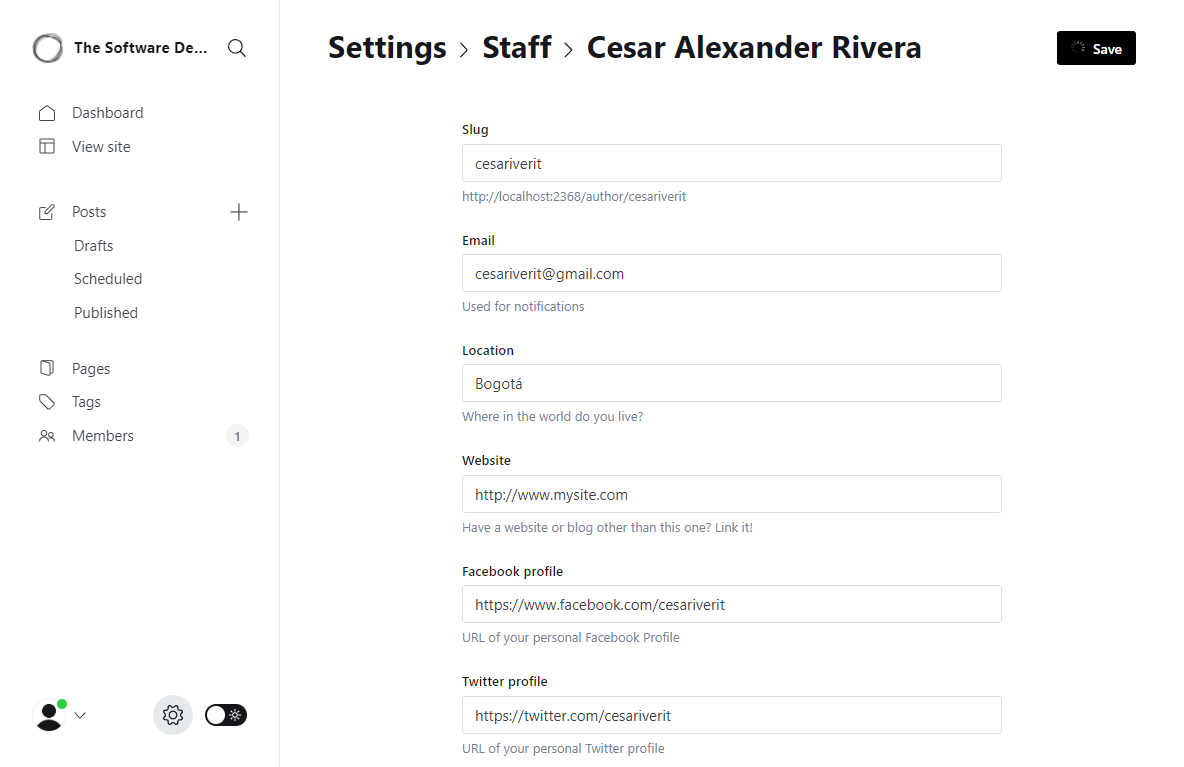 The Software De...
Dashboard
View site
Posts
Drafts
Scheduled
Published
Pages
Tags
Members 1
Settings > Staff > Cesar Alexander Rivera
Save
Slug
cesariverit
http://localhost:2368/author/cesariverit
Email
cesariverit@gmail.com
Used for notifications
Location
Bogotá
Where in the world do you live?
Website
http://www.mysite.com
Have a website or blog other than this one? Link it!
Facebook profile
https://www.facebook.com/cesariverit
URL of your personal Facebook Profile
Twitter profile
https://twitter.com/cesariverit
URL of your personal Twitter profile